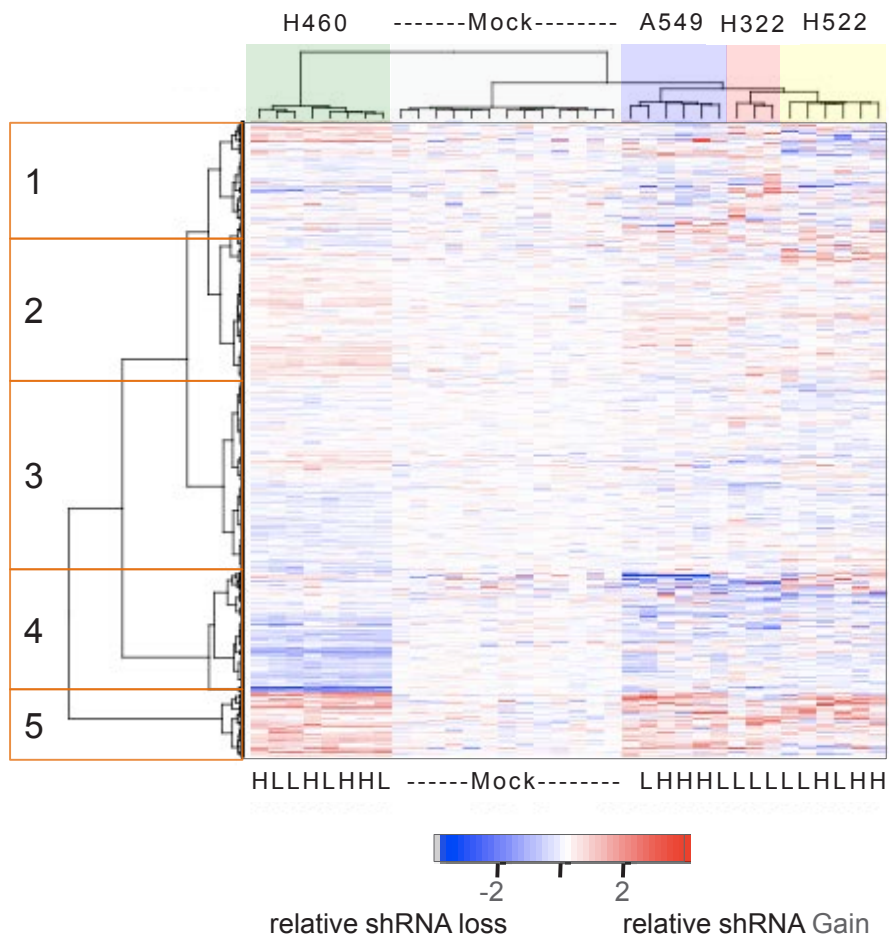 H460 -------Mock-------- A549 H322 H522
1
2
3
4
5
HLLHLHHL ------Mock-------- LHHHLLLLLLHLHH
-2 2
relative shRNA loss relative shRNA Gain